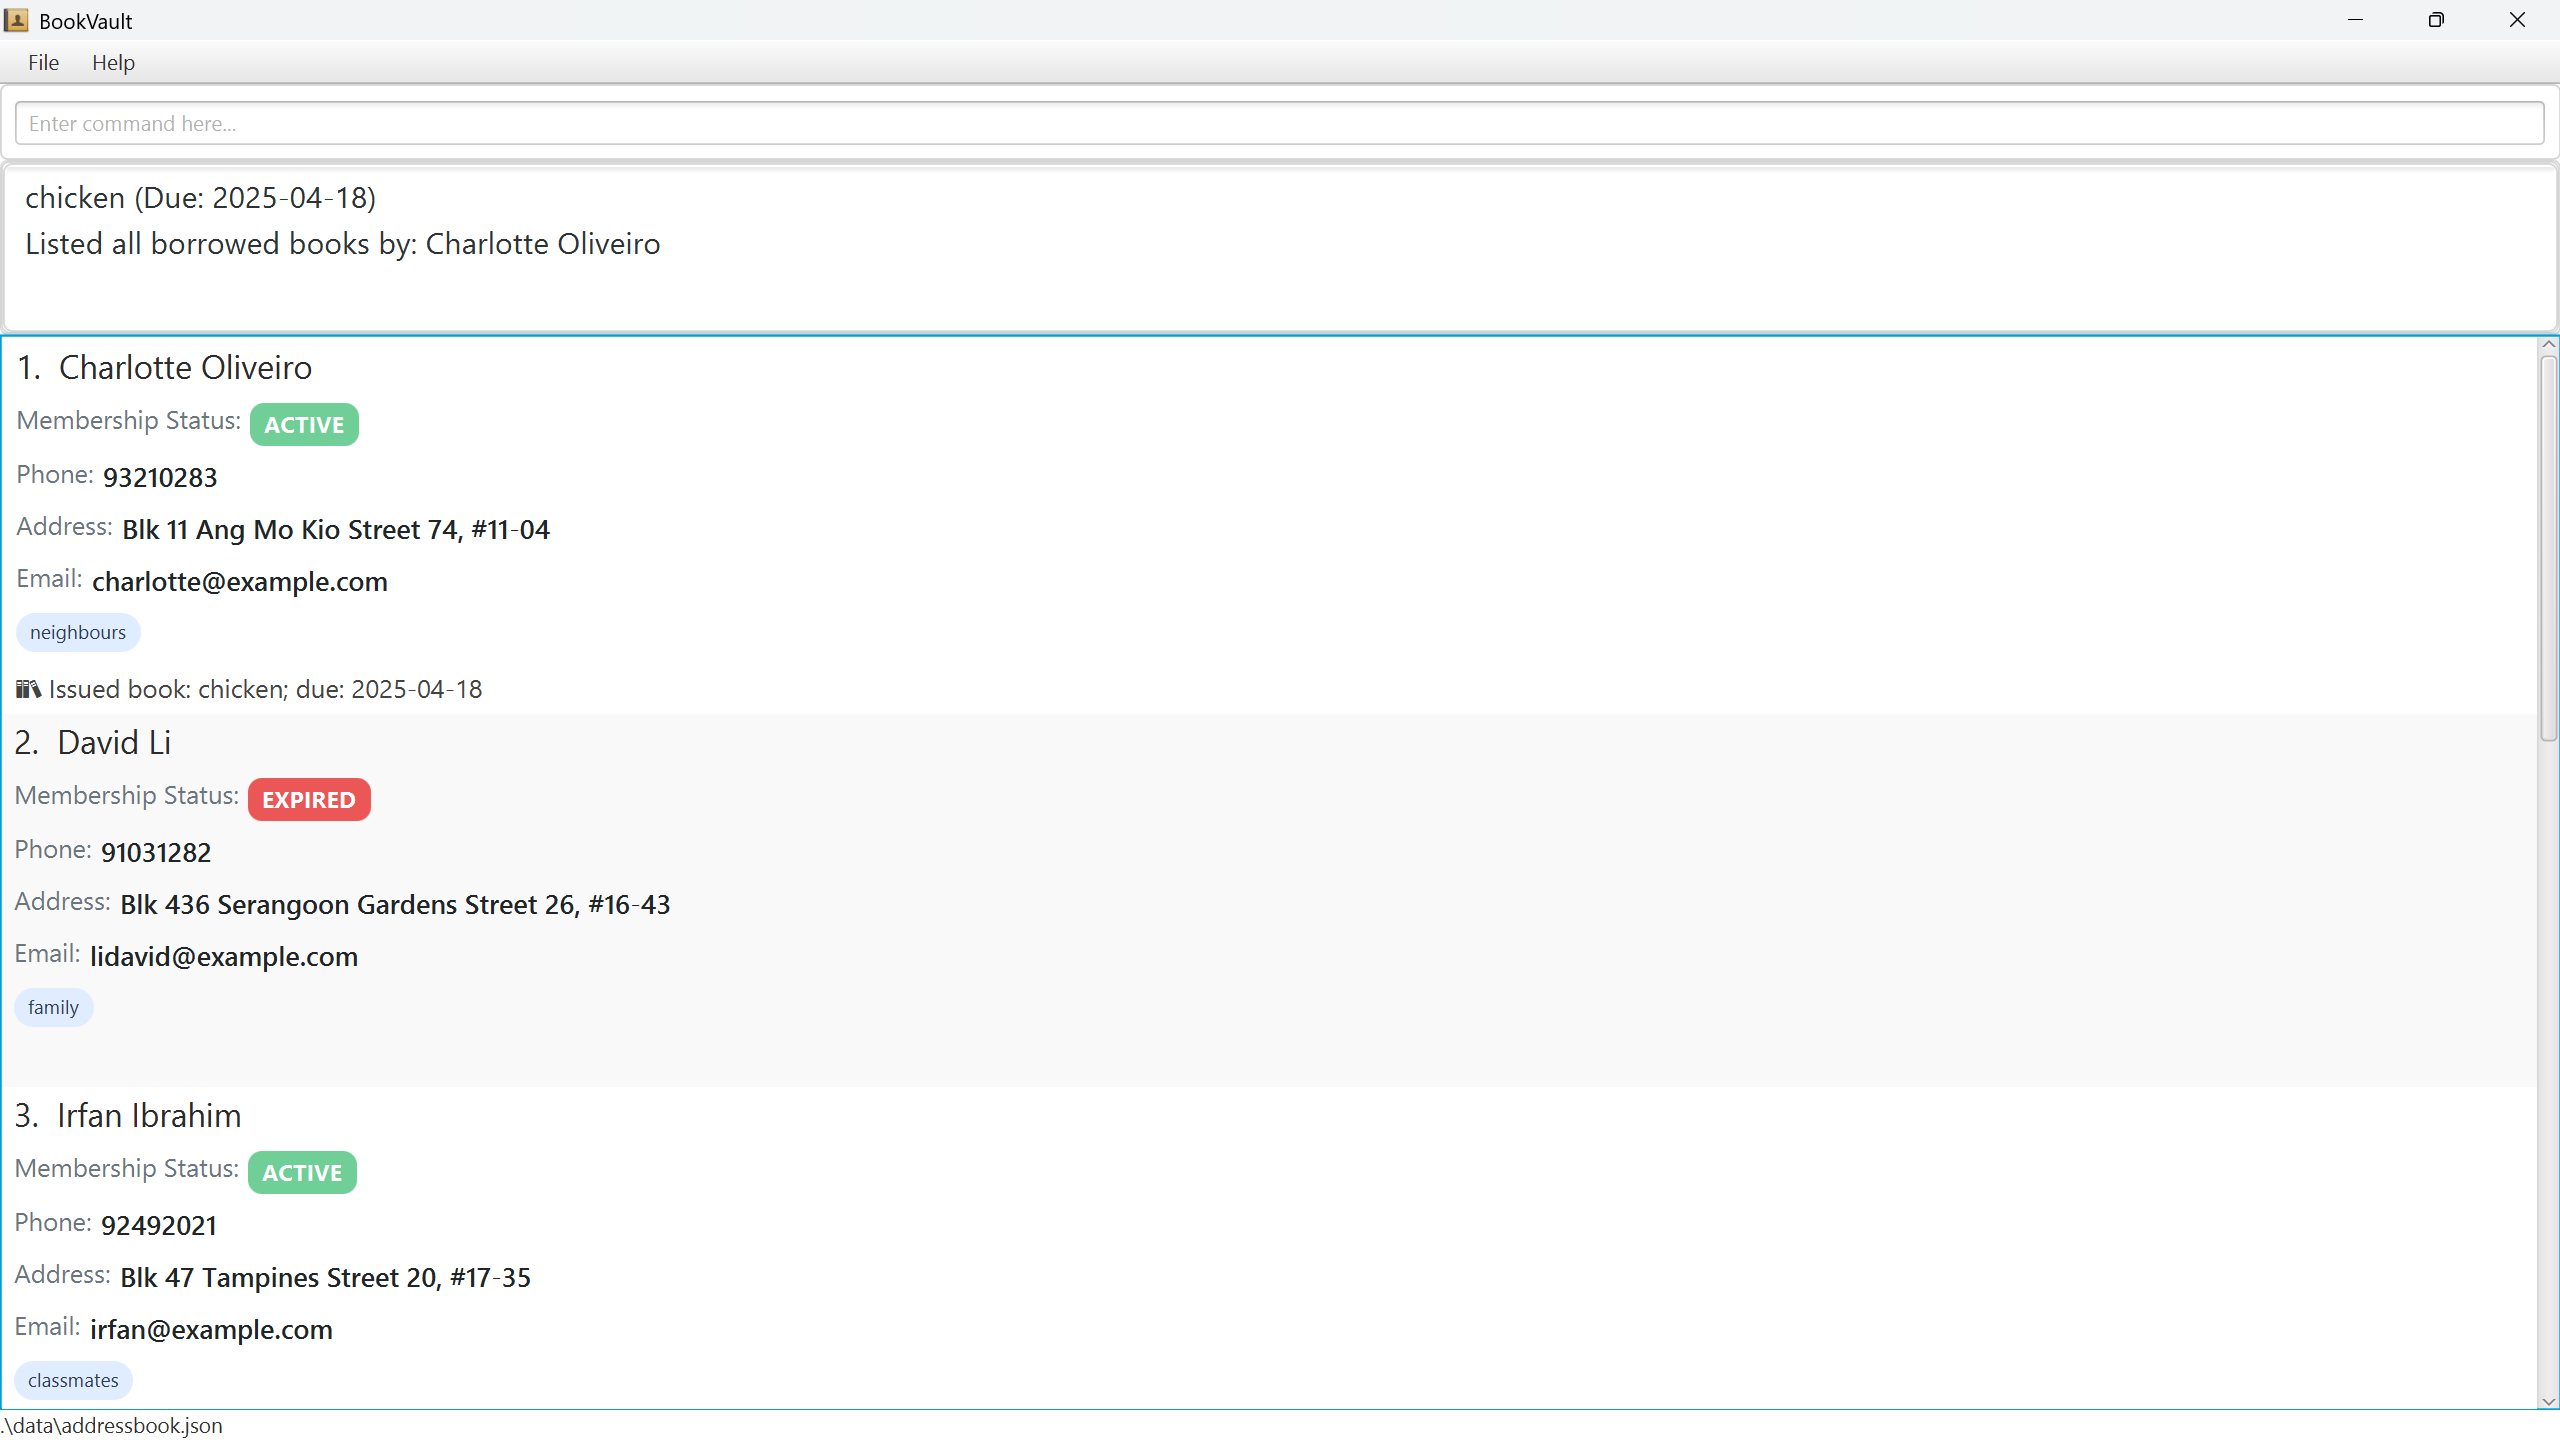 BookVault
File Help
Enter command here...
chicken (Due: 2025-04-18)
Listed all borrowed books by: Charlotte Oliveiro
1. Charlotte Oliveiro
Membership Status: ACTIVE
Phone: 93210283
Address: Blk 11 Ang Mo Kio Street 74, #11-04
Email: charlotte@example.com
neighbours
Issued book: chicken; due: 2025-04-18
2. David Li
Membership Status: EXPIRED
Phone: 91031282
Address: Blk 436 Serangoon Gardens Street 26, #16-43
Email: lidavid@example.com
family
3. Irfan Ibrahim
Membership Status: ACTIVE
Phone: 92492021
Address: Blk 47 Tampines Street 20, #17-35
Email: irfan@example.com
classmates
.\data\addressbook.json